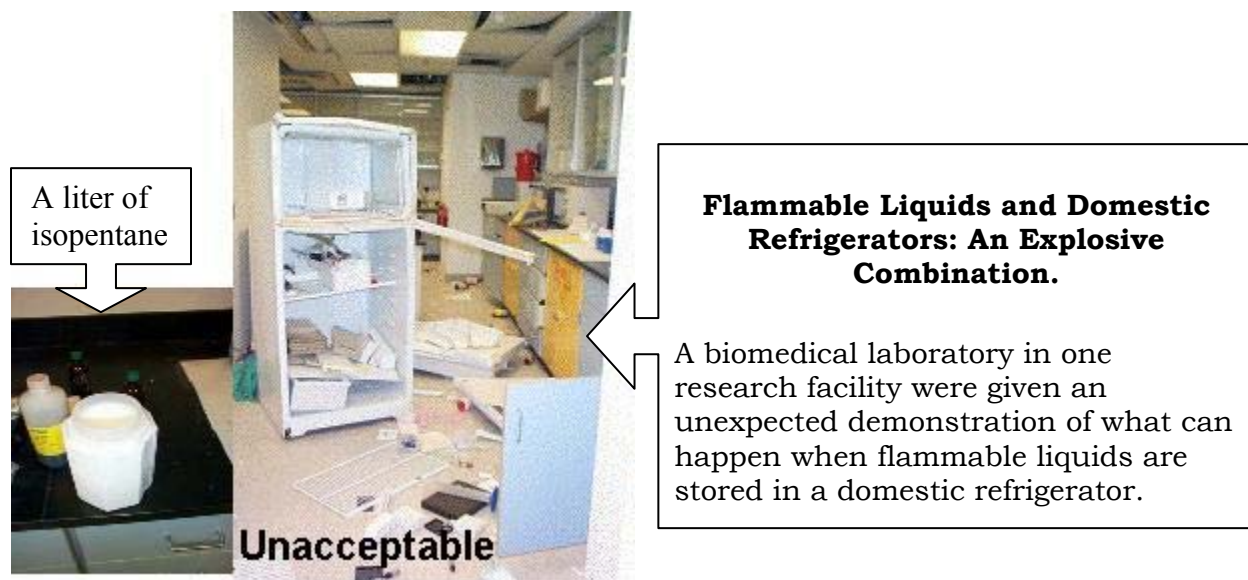 A liter of
isopentane
Unacceptable
Flammable Liquids and Domestic
Refrigerators: An Explosive
Combination.
A biomedical laboratory in one
research facility were given an
unexpected demonstration of what can
happen when flammable liquids are
stored in a domestic refrigerator.